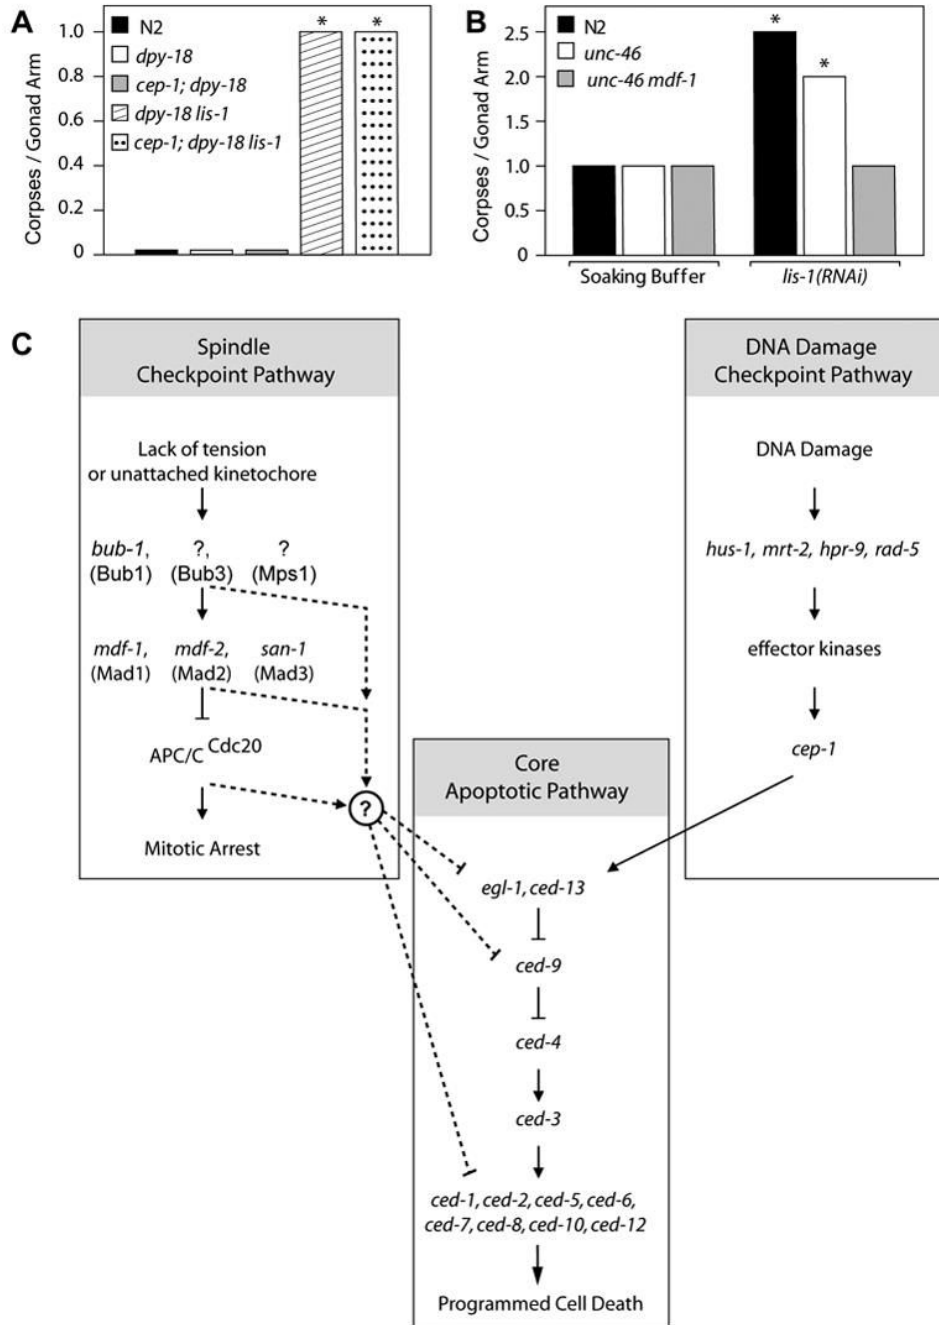 A
Corpses / Gonad Arm
1.0
0.8
0.6
0.4
0.2
0
N2
dpy-18
cep-1; dpy-18
dpy-18 lis-1
cep-1; dpy-18 lis-1
* *
B
Corpses / Gonad Arm
2.5
2.0
1.5
1.0
0.5
0
N2
unc-46
unc-46 mdf-1
* *
Soaking Buffer lis-1(RNAi)
C
Spindle
Checkpoint Pathway
Lack of tension
or unattached kinetochore
bub-1, ?, ?
(Bub1) (Bub3) (Mps1)
mdf-1, mdf-2, san-1
(Mad1) (Mad2) (Mad3)
APC/C Cdc20
?
Mitotic Arrest
DNA Damage
Checkpoint Pathway
DNA Damage
hus-1, mrt-2, hpr-9, rad-5
effector kinases
cep-1
Core
Apoptotic Pathway
egl-1, ced-13
ced-9
ced-4
ced-3
ced-1, ced-2, ced-5, ced-6,
ced-7, ced-8, ced-10, ced-12
Programmed Cell Death